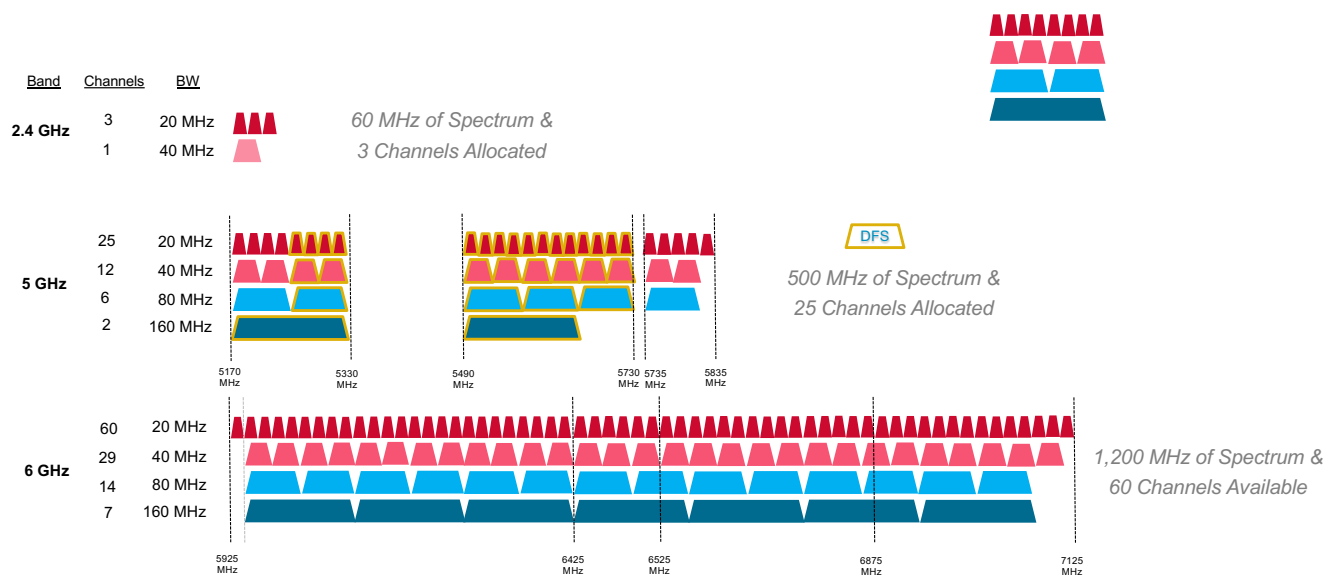 Band Channels BW
2.4 GHz
3 20 MHz
1 40 MHz
60 MHz of Spectrum &
3 Channels Allocated
5 GHz
25 20 MHz
12 40 MHz
6 80 MHz
2 160 MHz
DFS
500 MHz of Spectrum &
25 Channels Allocated
5170
MHz
5330
MHz
5490
MHz
5730
MHz
5735
MHz
5835
MHz
6 GHz
60 20 MHz
29 40 MHz
14 80 MHz
7 160 MHz
1,200 MHz of Spectrum &
60 Channels Available
5925
MHz
6425
MHz
6525
MHz
6875
MHz
7125
MHz